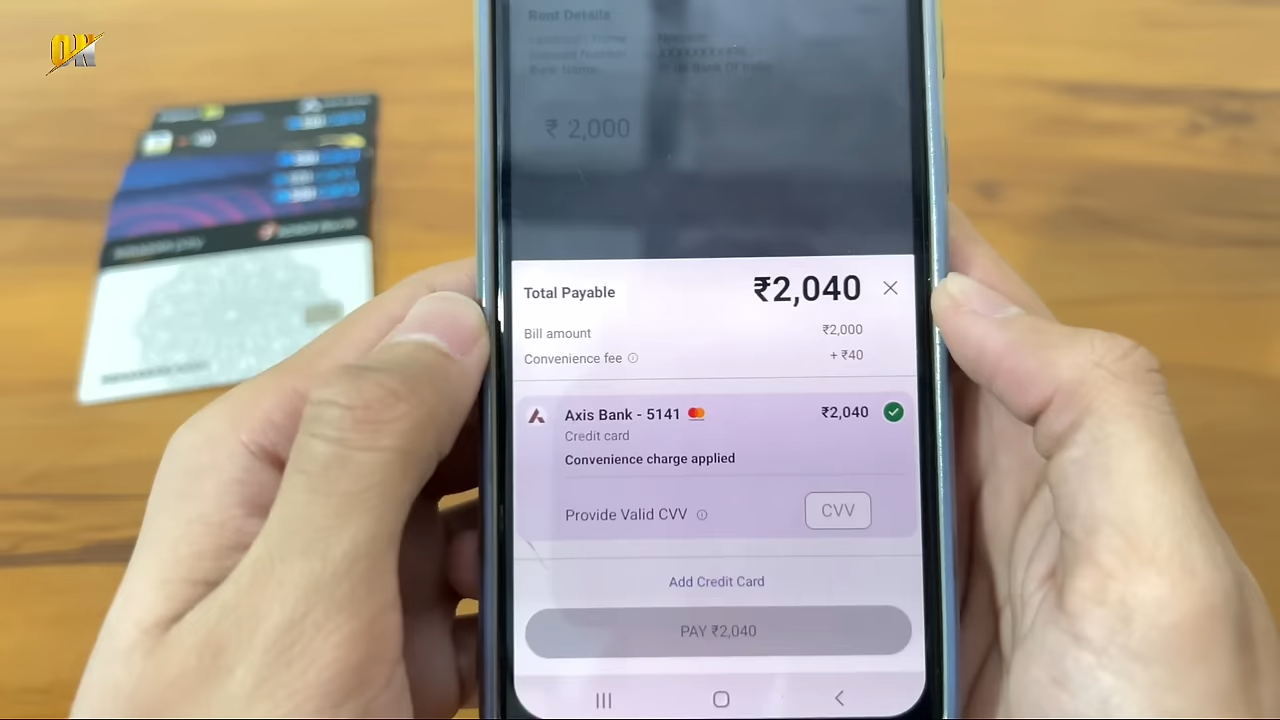 Rent Details
₹ 2,000
Total Payable ₹2,040
Bill amount ₹2,000
Convenience fee + ₹40
Axis Bank - 5141 ₹2,040
Credit card
Convenience charge applied
Provide Valid CVV CVV
Add Credit Card
PAY ₹2,040